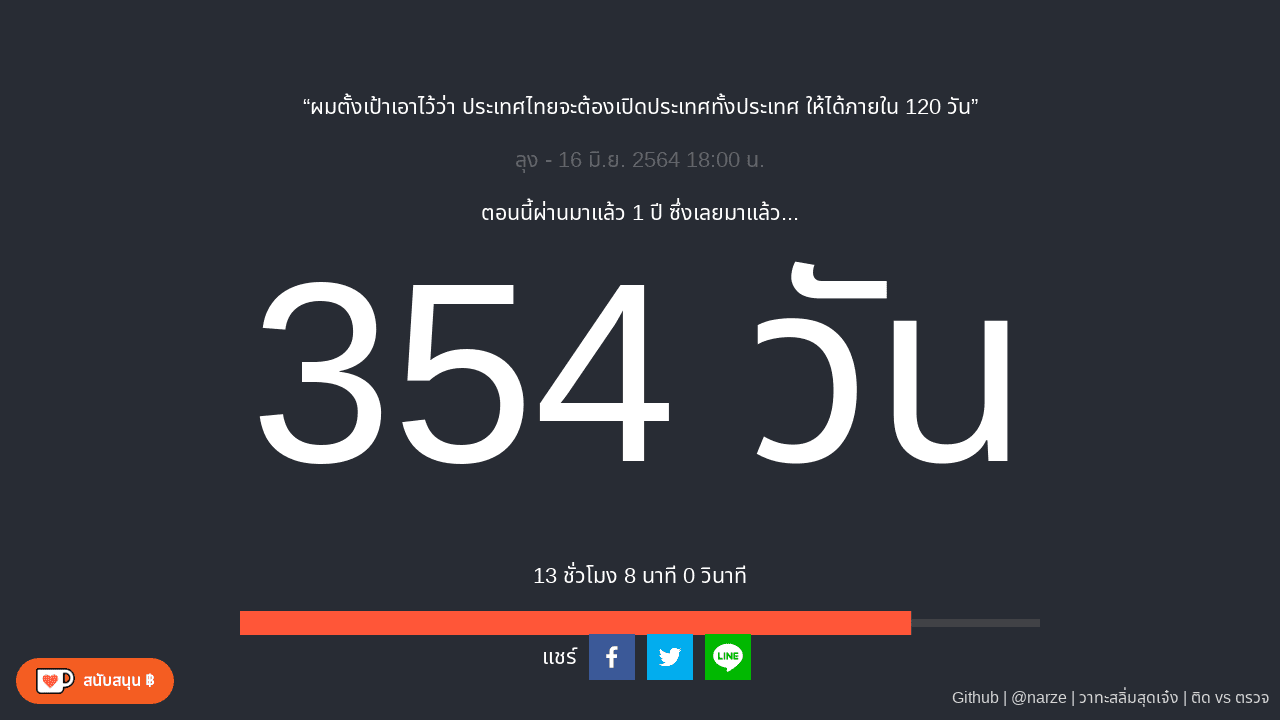 “ผมตั้งเป้าเอาไว้ว่า ประเทศไทยจะต้องเปิดประเทศทั้งประเทศ ให้ได้ภายใน 120 วัน”
ลุง - 16 มิ.ย. 2564 18:00 น.
ตอนนี้ผ่านมาแล้ว 1 ปี ซึ่งเลยมาแล้ว...
354 วัน
13 ชั่วโมง 8 นาที 0 วินาที
แชร์
LINE
สนับสนุน ฿
Github | @narze | วาทะสลิ่มสุดเจ๋ง | ติด vs ตรวจ